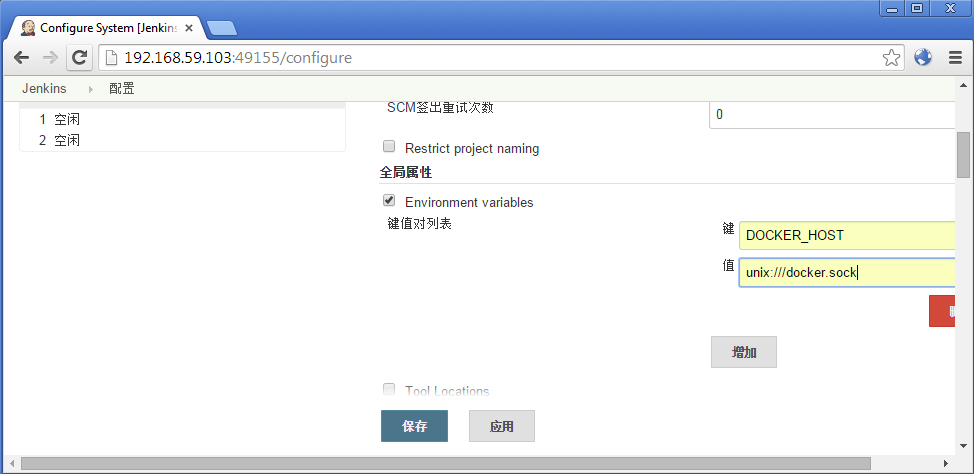 Configure System [Jenkins
192.168.59.103:49155/configure
Jenkins 配置
1 空闲
2 空闲
SCM签出重试次数
0
Restrict project naming
全局属性
Environment variables
键值对列表
键 DOCKER_HOST
值 unix:///docker.sock
增加
Tool Locations
保存 应用